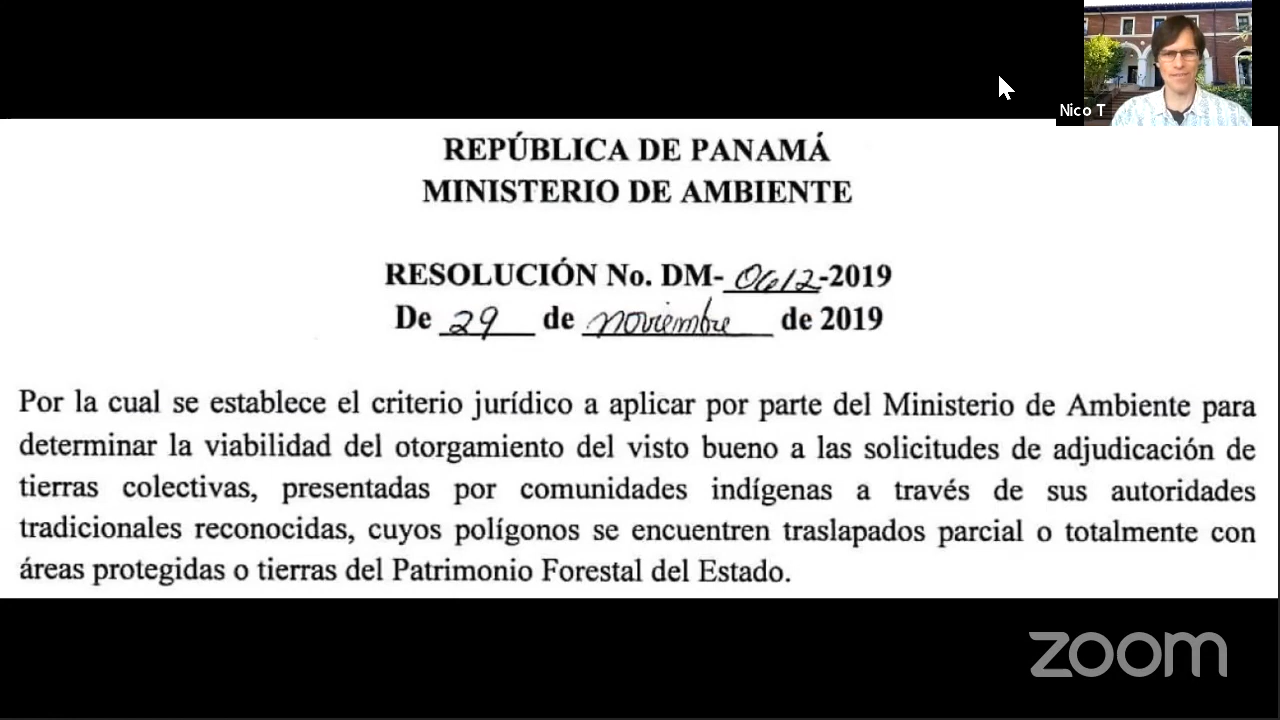 Nico T
REPÚBLICA DE PANAMÁ
MINISTERIO DE AMBIENTE
RESOLUCIÓN No. DM- 0612-2019
De 29 de noviembre de 2019
Por la cual se establece el criterio jurídico a aplicar por parte del Ministerio de Ambiente para
determinar la viabilidad del otorgamiento del visto bueno a las solicitudes de adjudicación de
tierras colectivas, presentadas por comunidades indígenas a través de sus autoridades
tradicionales reconocidas, cuyos polígonos se encuentren traslapados parcial o totalmente con
áreas protegidas o tierras del Patrimonio Forestal del Estado.
zoom